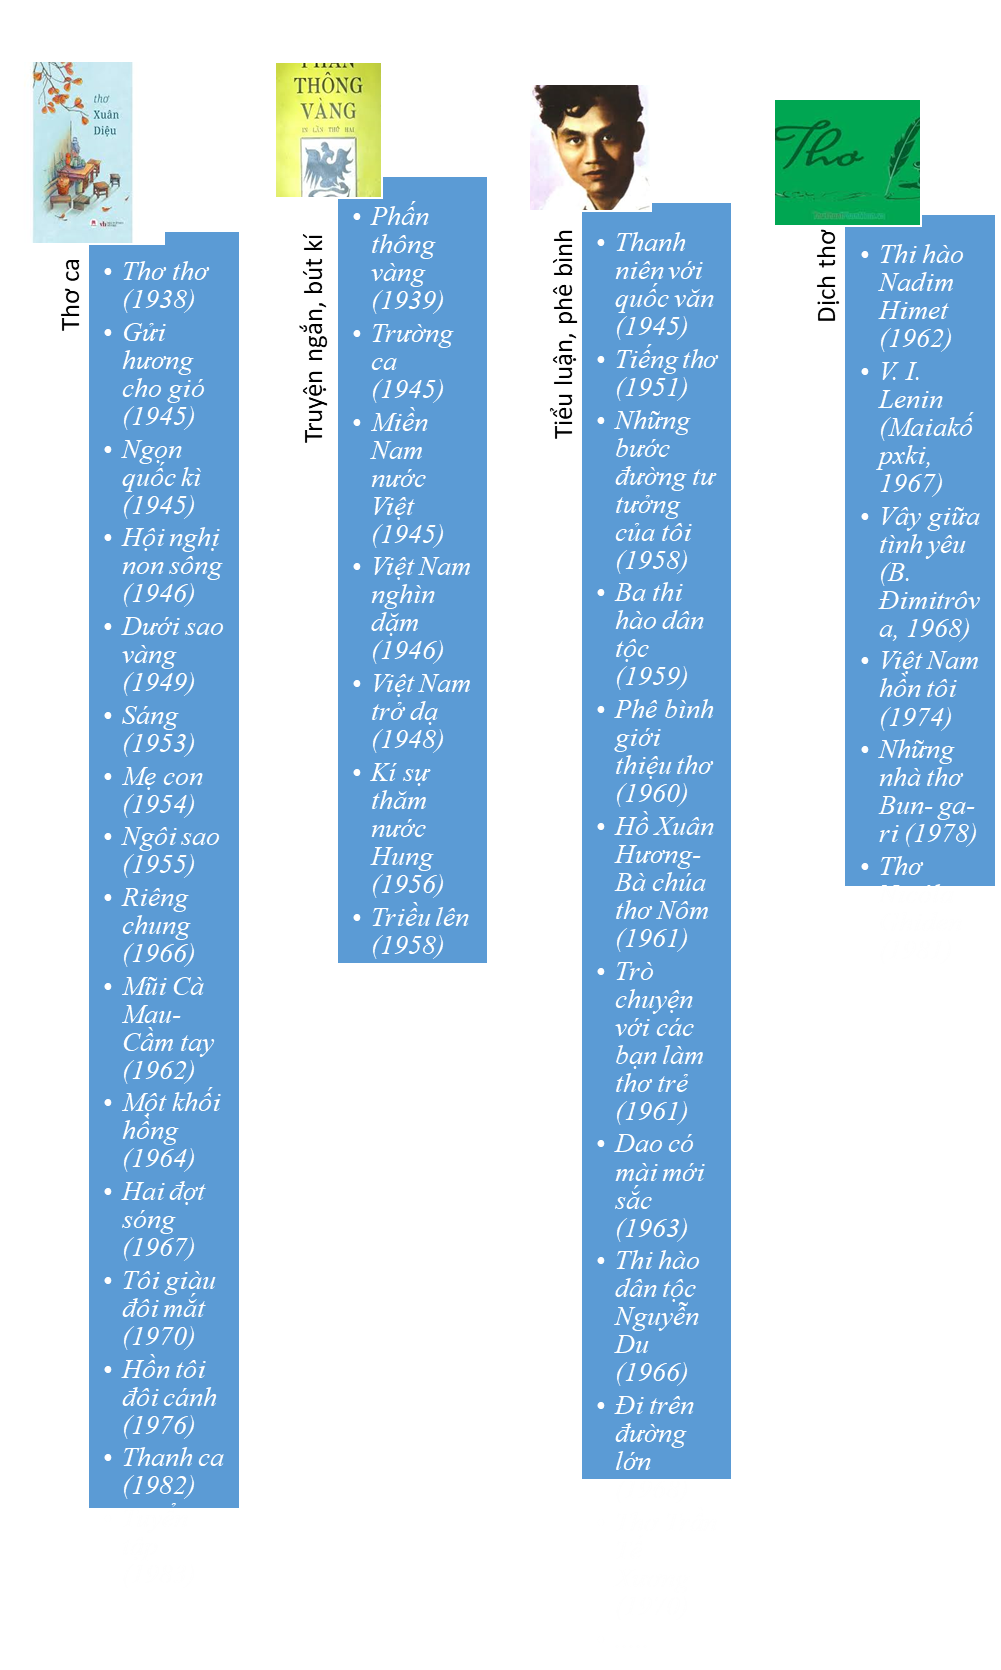 thơ
Xuân
Diệu
Thơ ca
• Thơ thơ
(1938)
• Gửi
hương
cho gió
(1945)
• Ngọn
quốc kì
(1945)
• Hội nghị
non sông
(1946)
• Dưới sao
vàng
(1949)
• Sáng
(1953)
• Mẹ con
(1954)
• Ngôi sao
(1955)
• Riêng
chung
(1966)
• Mũi Cà
Mau-
Cầm tay
(1962)
• Một khối
hồng
(1964)
• Hai đợt
sóng
(1967)
• Tôi giàu
đôi mắt
(1970)
• Hồn tôi
đôi cánh
(1976)
• Thanh ca
(1982)
PHẤN
THÔNG
VÀNG
IN LẦN THỨ HAI
Truyện ngắn, bút kí
• Phấn
thông
vàng
(1939)
• Trường
ca
(1945)
• Miền
Nam
nước
Việt
(1945)
• Việt Nam
nghìn
dặm
(1946)
• Việt Nam
trở dạ
(1948)
• Kí sự
thăm
nước
Hung
(1956)
• Triều lên
(1958)
Tiểu luận, phê bình
• Thanh
niên với
quốc văn
(1945)
• Tiếng thơ
(1951)
• Những
bước
đường tư
tưởng
của tôi
(1958)
• Ba thi
hào dân
tộc
(1959)
• Phê bình
giới
thiệu thơ
(1960)
• Hồ Xuân
Hương-
Bà chúa
thơ Nôm
(1961)
• Trò
chuyện
với các
bạn làm
thơ trẻ
(1961)
• Dao có
mài mới
sắc
(1963)
• Thi hào
dân tộc
Nguyễn
Du
(1966)
• Đi trên
đường
lớn
Thơ
Dịch thơ
• Thi hào
Nadim
Himet
(1962)
• V. I.
Lenin
(Maiakố
pxki,
1967)
• Vây giữa
tình yêu
(B.
Đimitrôv
a, 1968)
• Việt Nam
hồn tôi
(1974)
• Những
nhà thơ
Bun- ga-
ri (1978)
• Thơ